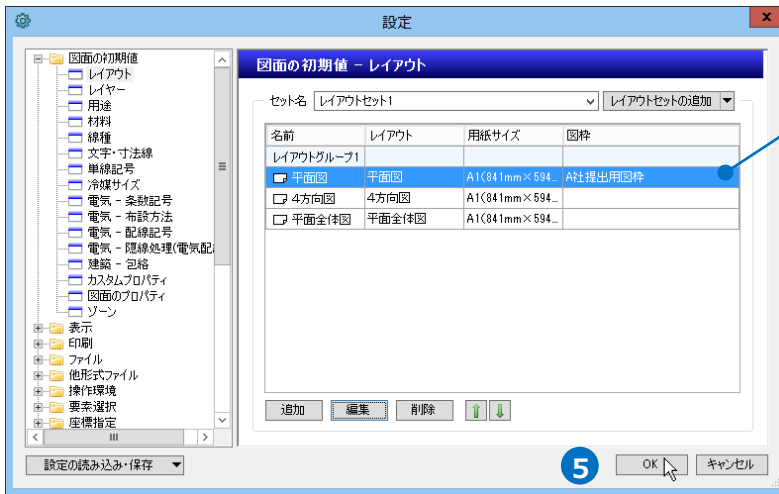 設定
x
図面の初期値
レイアウト
レイヤー
用途
材料
線種
文字・寸法線
単線記号
冷媒サイズ
電気 - 条数記号
電気 - 布設方法
電気 - 配線記号
電気 - 隠線処理(電気配
建築 - 包絡
カスタムプロパティ
図面のプロパティ
ゾーン
表示
印刷
ファイル
他形式ファイル
操作環境
要素選択
座標指定
設定の読み込み・保存
図面の初期値 - レイアウト
セット名 レイアウトセット1 レイアウトセットの追加
名前 レイアウト 用紙サイズ 図枠
レイアウトグループ1
平面図 平面図 A1(841mm×594... A社提出用図枠
4方向図 4方向図 A1(841mm×594...
平面全体図 平面全体図 A1(841mm×594...
追加 編集 削除
5 OK キャンセル